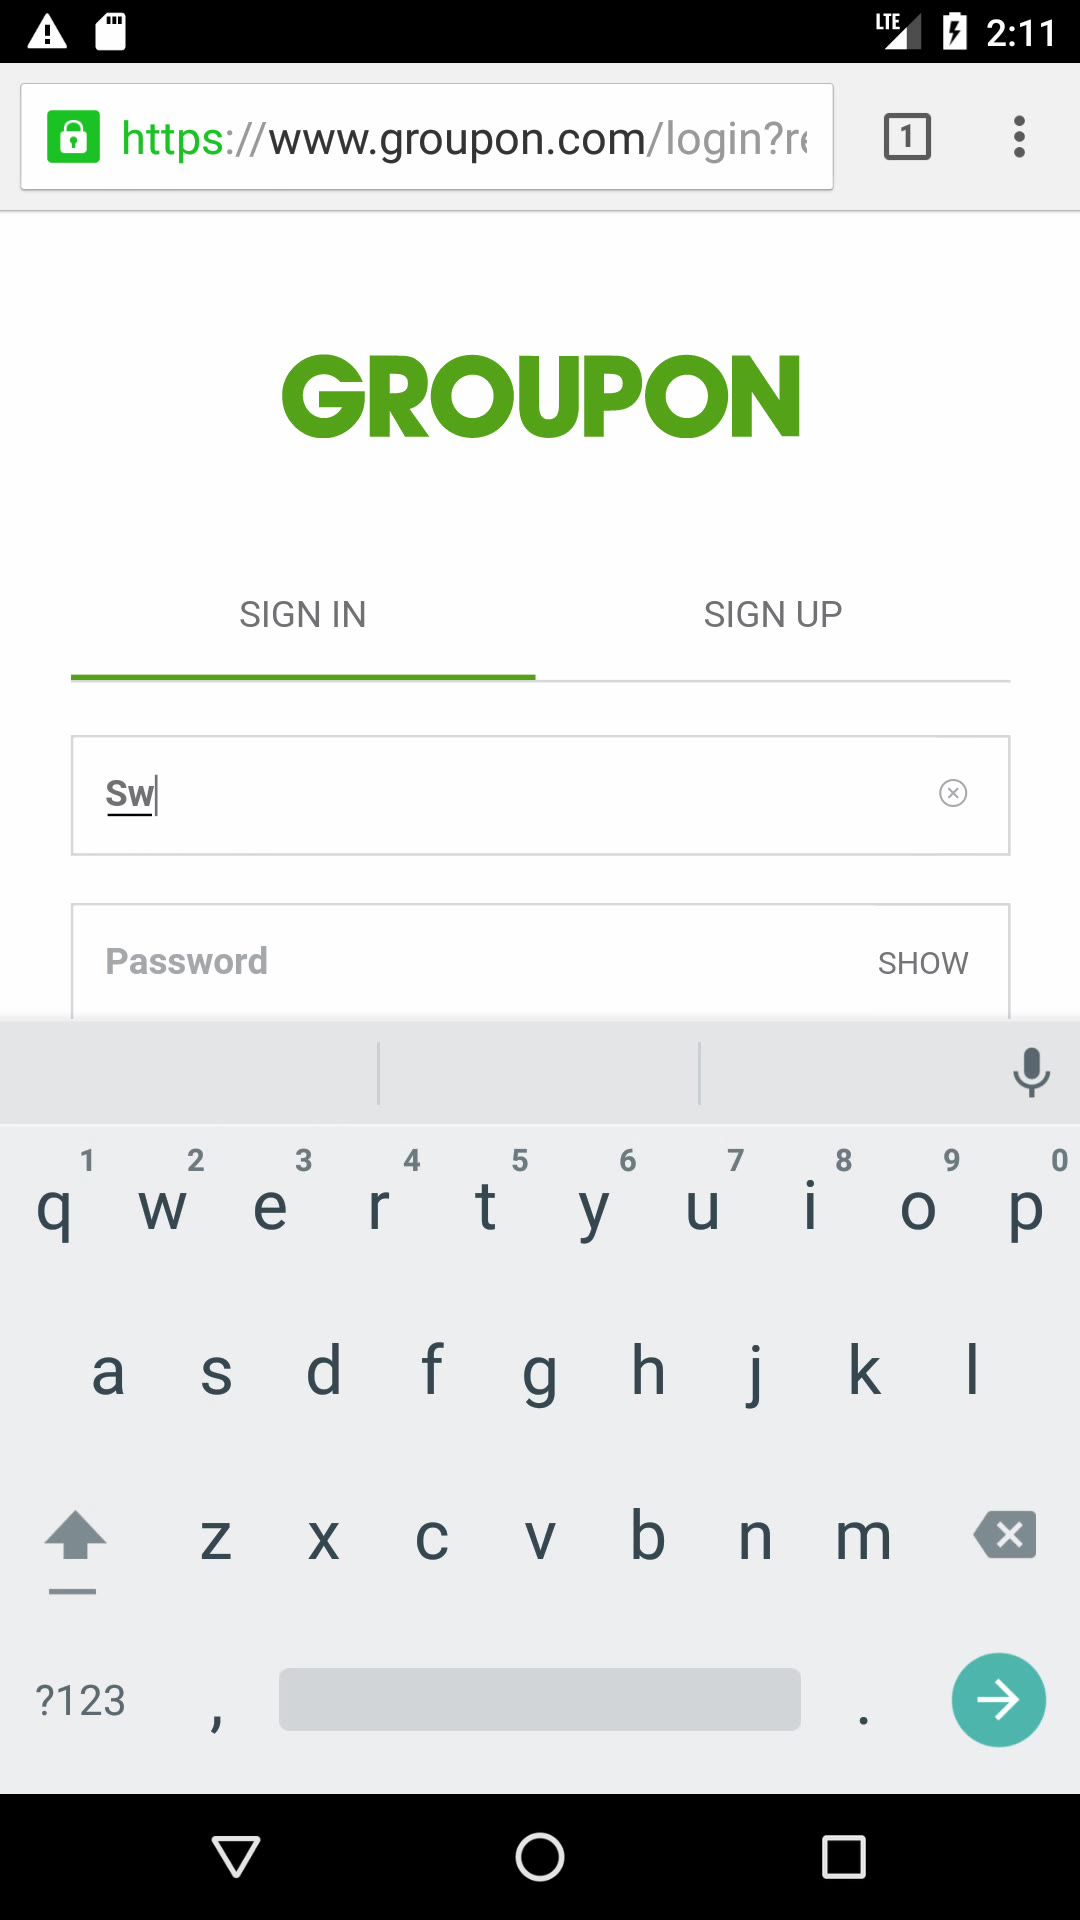 LTE 2:11
https://www.groupon.com/login?re
1
GROUPON
SIGN IN SIGN UP
Sw
Password SHOW
1 2 3 4 5 6 7 8 9 0
q w e r t y u i o p
a s d f g h j k l
z x c v b n m
?123 , .